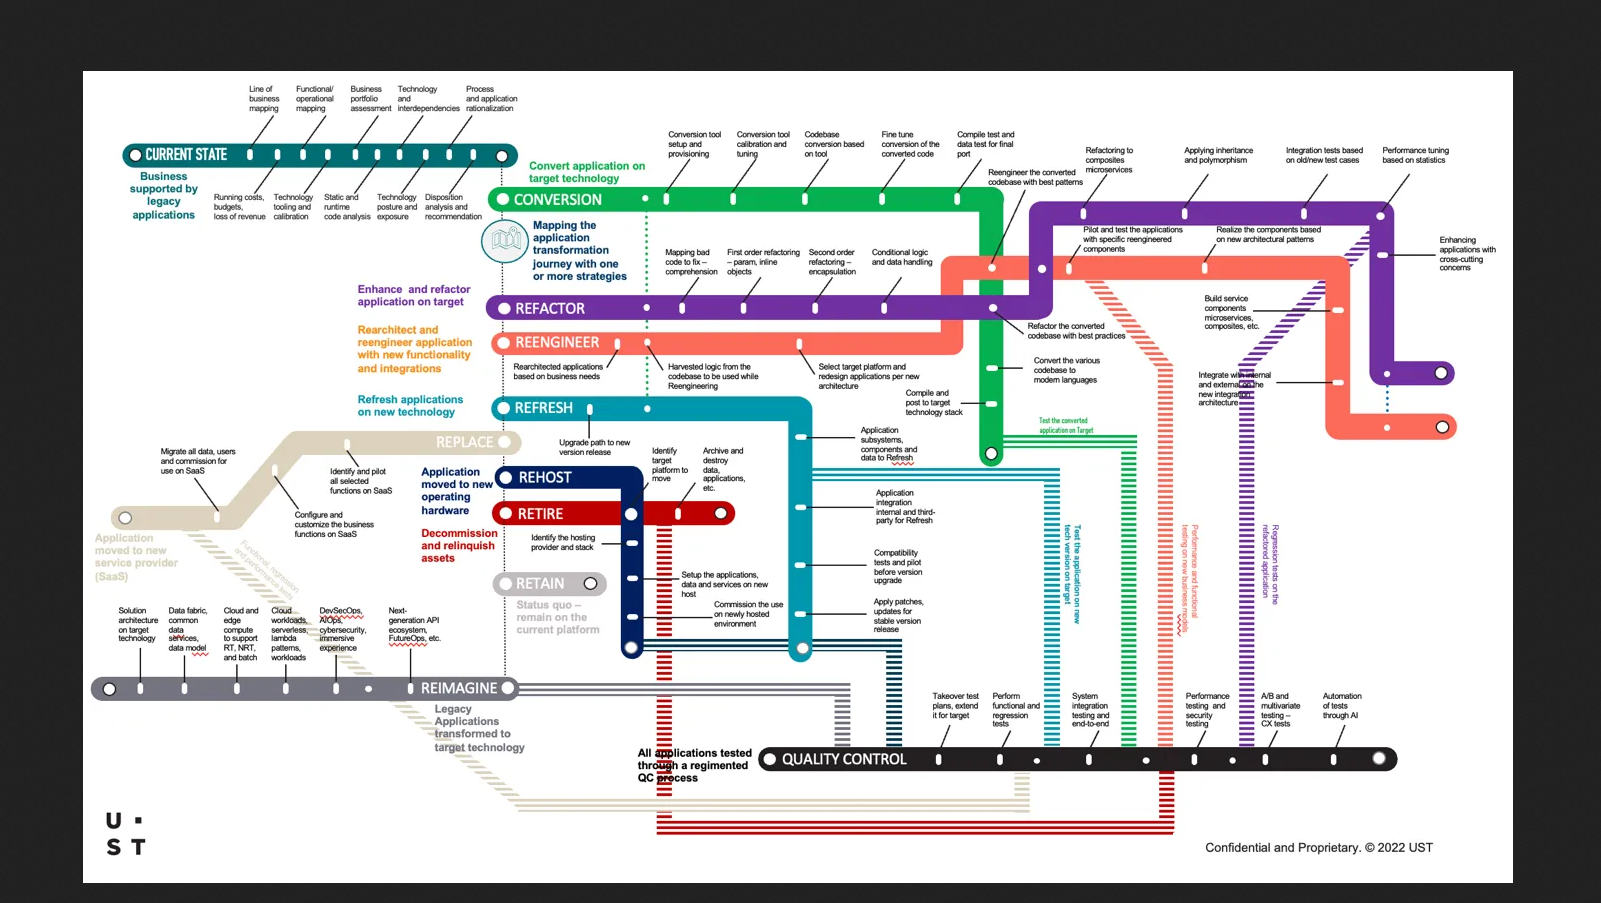 Line of
business
mapping
Functional/
operational
mapping
Business
portfolio
assessment
Technology
and
interdependencies
Process
and application
rationalization
CURRENT STATE
Business
supported by
legacy
applications
Running costs,
budgets,
loss of revenue
Technology
tooling and
calibration
Static and
runtime
code analysis
Technology
posture and
exposure
Disposition
analysis and
recommendation
Convert application on
target technology
CONVERSION
Conversion tool
setup and
provisioning
Conversion tool
calibration and
tuning
Codebase
conversion based
on tool
Fine tune
conversion of the
converted code
Compile test and
data test for final
port
Reengineer the converted
codebase with best patterns
Refactoring to
composites
microservices
Applying inheritance
and polymorphism
Integration tests based
on old/new test cases
Performance tuning
based on statistics
Mapping the
application
transformation
journey with one
or more strategies
Mapping bad
code to fix –
comprehension
First order refactoring
– param, inline
objects
Second order
refactoring –
encapsulation
Conditional logic
and data handling
Pilot and test the applications
with specific reengineered
components
Realize the components based
on new architectural patterns
Enhancing
applications with
cross-cutting
concerns
Enhance and refactor
application on target
REFACTOR
Build service
components
microservices,
composites, etc.
Refactor the converted
codebase with best practices
Rearchitect and
reengineer application
with new functionality
and integrations
REENGINEER
Rearchitected applications
based on business needs
Harvested logic from the
codebase to be used while
Reengineering
Select target platform and
redesign applications per new
architecture
Convert the various
codebase to
modern languages
Integrate with internal
and external on the
new integration
architecture
Compile and
post to target
technology stack
Refresh applications
on new technology
REFRESH
Test the converted
application on Target
Upgrade path to new
version release
Application
subsystems,
components and
data to Refresh
REPLACE
Migrate all data, users
and commission for
use on SaaS
Identify and pilot
all selected
functions on SaaS
Configure and
customize the business
functions on SaaS
Application
moved to new
operating
hardware
REHOST
Identify
target
platform to
move
Archive and
destroy
data,
applications,
etc.
Application
integration
internal and third-
party for Refresh
RETIRE
Decommission
and relinquish
assets
Application
moved to new
service provider
(SaaS)
Functional, regression
and performance tests
Identify the hosting
provider and stack
Test the application on new
tech version on target
Performance and functional
testing on new business models
Regression tests on the
refactored application
Compatibility
tests and pilot
before version
upgrade
RETAIN
Status quo –
remain on the
current platform
Setup the applications,
data and services on new
host
Commission the use
on newly hosted
environment
Apply patches,
updates for
stable version
release
Solution
architecture
on target
technology
Data fabric,
common
data
services,
data model
Cloud and
edge
compute
to support
RT, NRT,
and batch
Cloud
workloads,
serverless,
lambda
patterns,
workloads
DevSecOps,
AIOps,
cybersecurity,
immersive
experience
Next-
generation API
ecosystem,
FutureOps, etc.
REIMAGINE
Legacy
Applications
transformed to
target technology
Takeover test
plans, extend
it for target
Perform
functional and
regression
tests
System
integration
testing and
end-to-end
Performance
testing and
security
testing
A/B and
multivariate
testing –
CX tests
Automation
of tests
through AI
All applications tested
through a regimented
QC process
QUALITY CONTROL
U ·
S T
Confidential and Proprietary. © 2022 UST